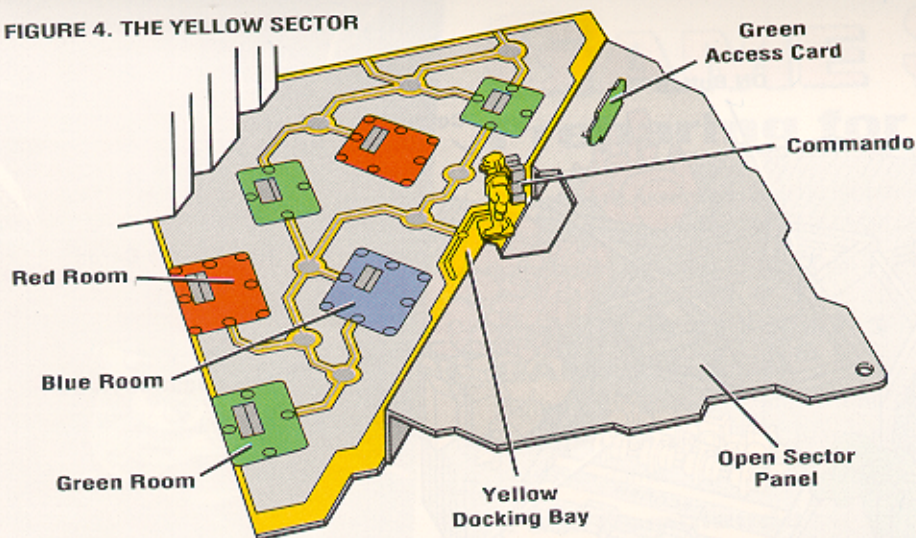 FIGURE 4. THE YELLOW SECTOR
Green
Access Card
Commando
Red Room
Blue Room
Green Room
Yellow
Docking Bay
Open Sector
Panel